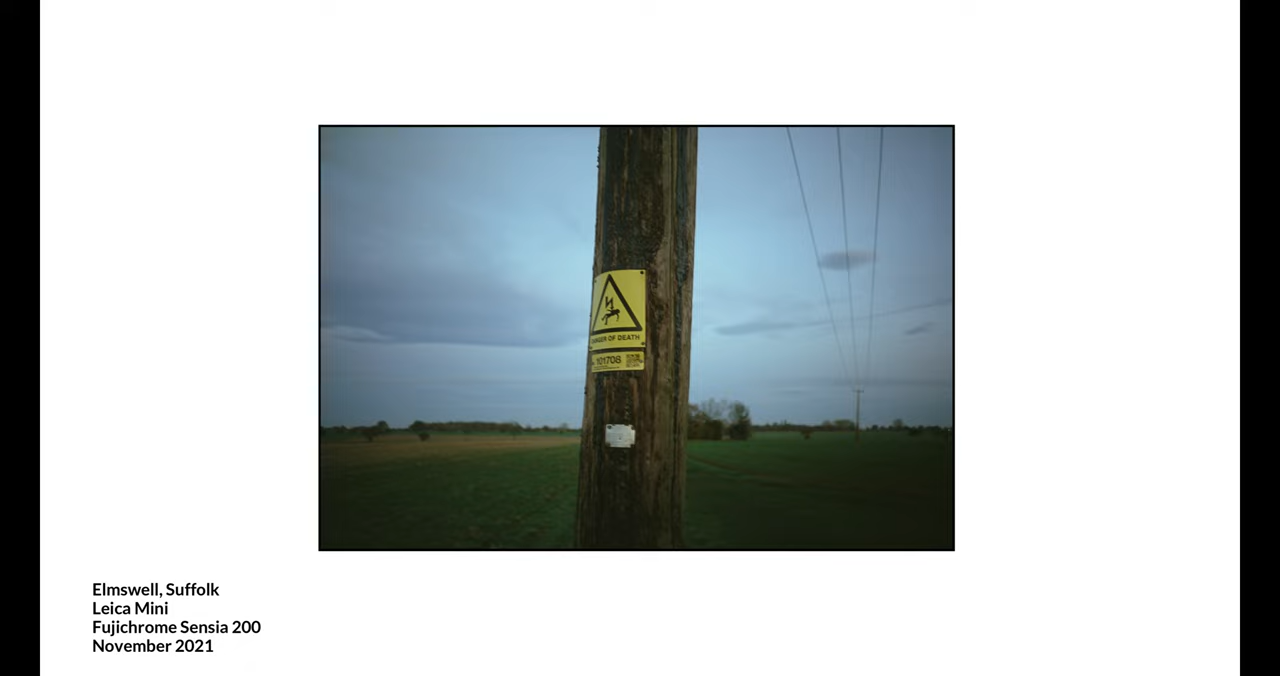 DANGER OF DEATH
101708
Elmswell, Suffolk
Leica Mini
Fujichrome Sensia 200
November 2021